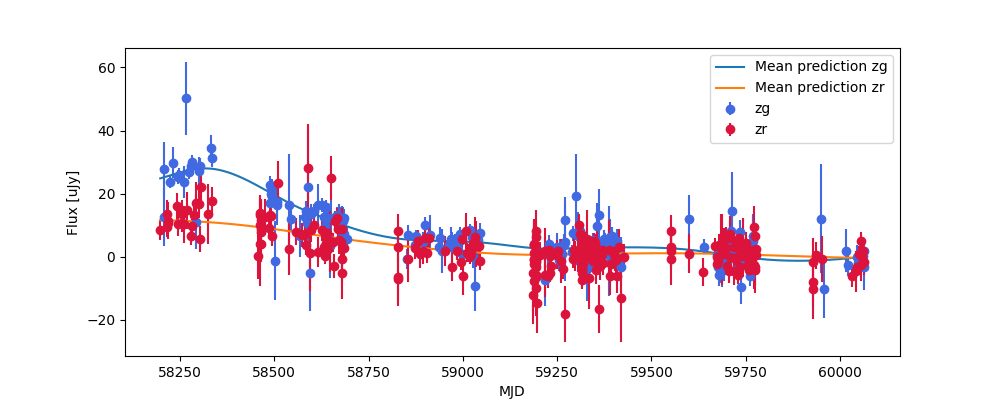 Flux [uJy]
60
40
20
0
−20
Mean prediction zg
Mean prediction zr
zg
zr
58250 58500 58750 59000 59250 59500 59750 60000
MJD